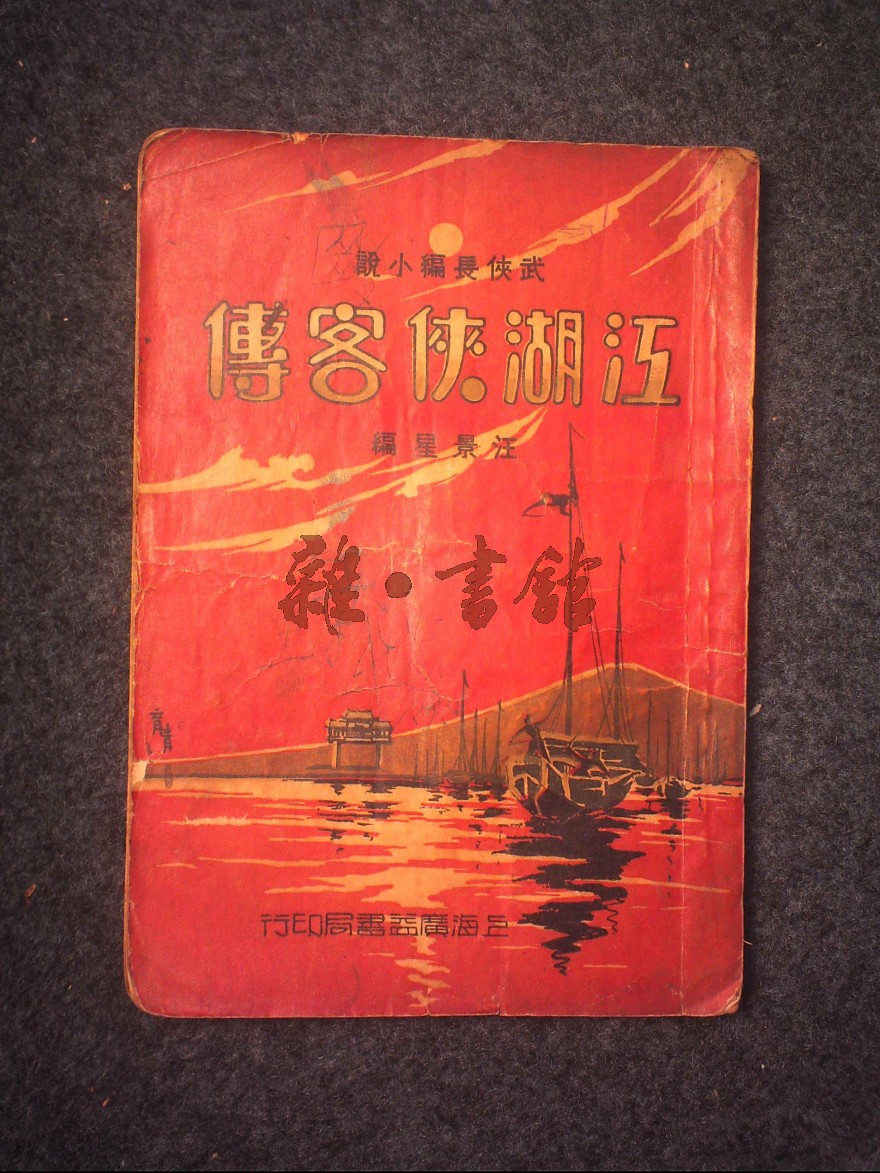 武俠長編小說
江湖俠客傳
汪景星編
雜·書館
上海廣益書局印行